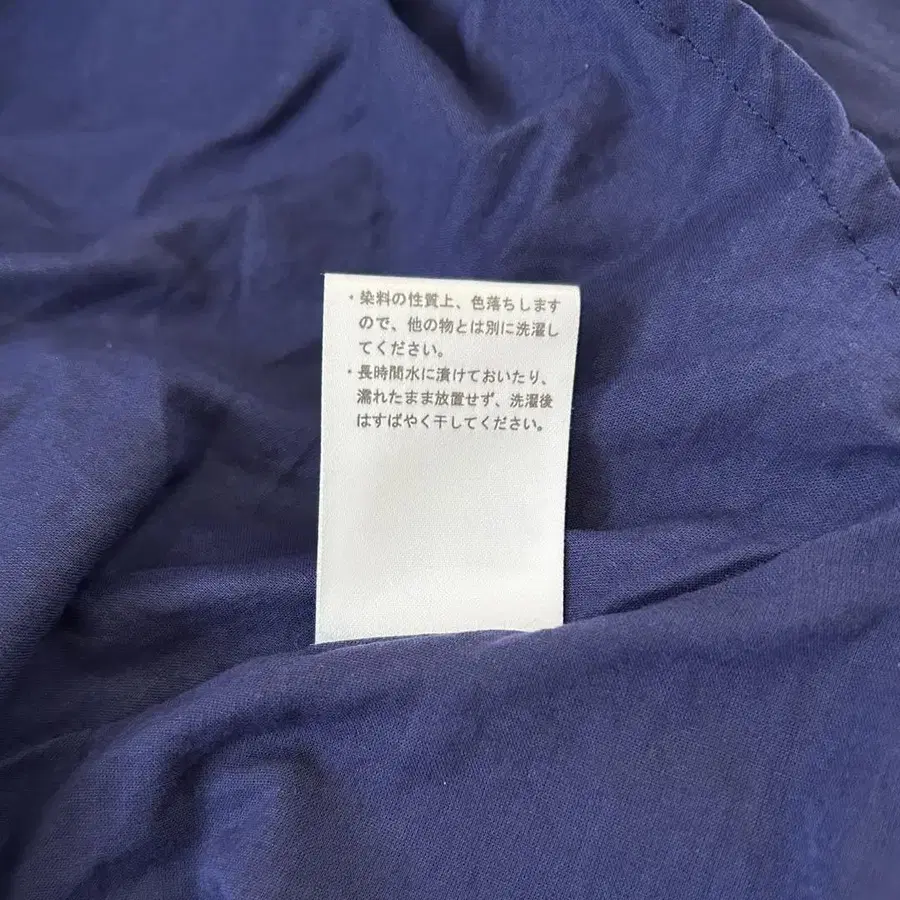 ・染料の性質上、色落ちします
ので、他の物とは別に洗濯し
てください。
・長時間水に漬けておいたり、
濡れたまま放置せず、洗濯後
はすばやく干してください。